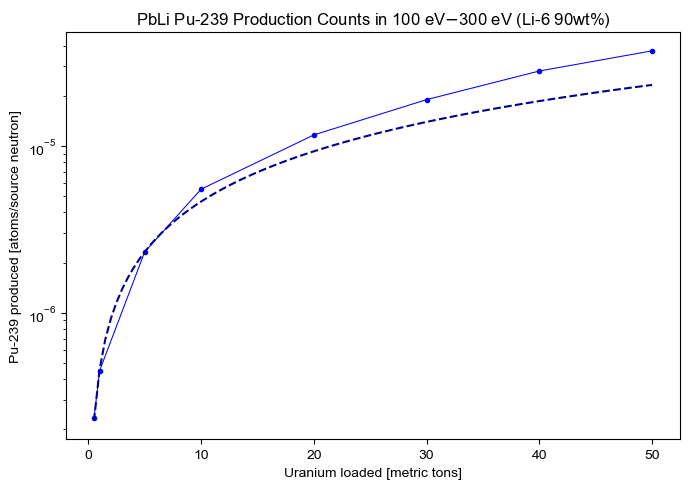 PbLi Pu-239 Production Counts in 100 eV−300 eV (Li-6 90wt%)
Pu-239 produced [atoms/source neutron]
10⁻⁵
10⁻⁶
0 10 20 30 40 50
Uranium loaded [metric tons]